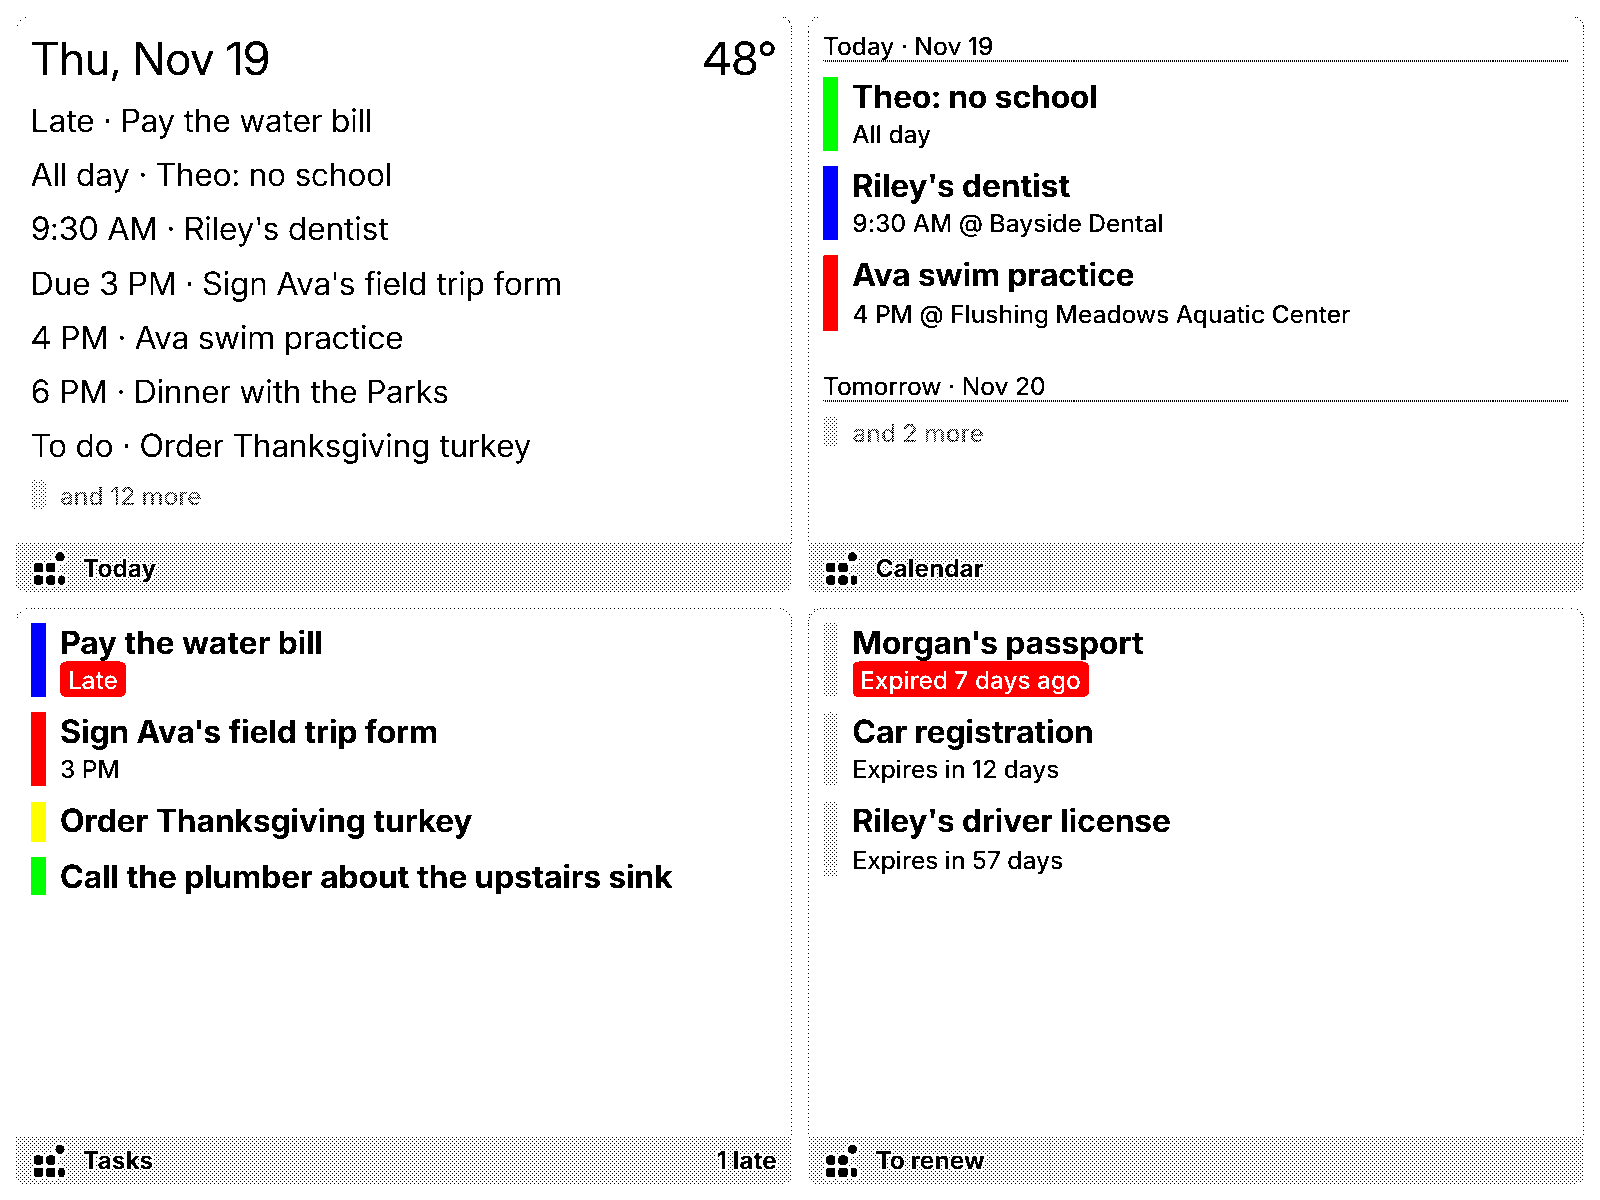 Thu, Nov 19
48°
Late · Pay the water bill
All day · Theo: no school
9:30 AM · Riley's dentist
Due 3 PM · Sign Ava's field trip form
4 PM · Ava swim practice
6 PM · Dinner with the Parks
To do · Order Thanksgiving turkey
and 12 more
Today
Today · Nov 19
Theo: no school
All day
Riley's dentist
9:30 AM @ Bayside Dental
Ava swim practice
4 PM @ Flushing Meadows Aquatic Center
Tomorrow · Nov 20
and 2 more
Calendar
Pay the water bill
Late
Sign Ava's field trip form
3 PM
Order Thanksgiving turkey
Call the plumber about the upstairs sink
Tasks
1 late
Morgan's passport
Expired 7 days ago
Car registration
Expires in 12 days
Riley's driver license
Expires in 57 days
To renew